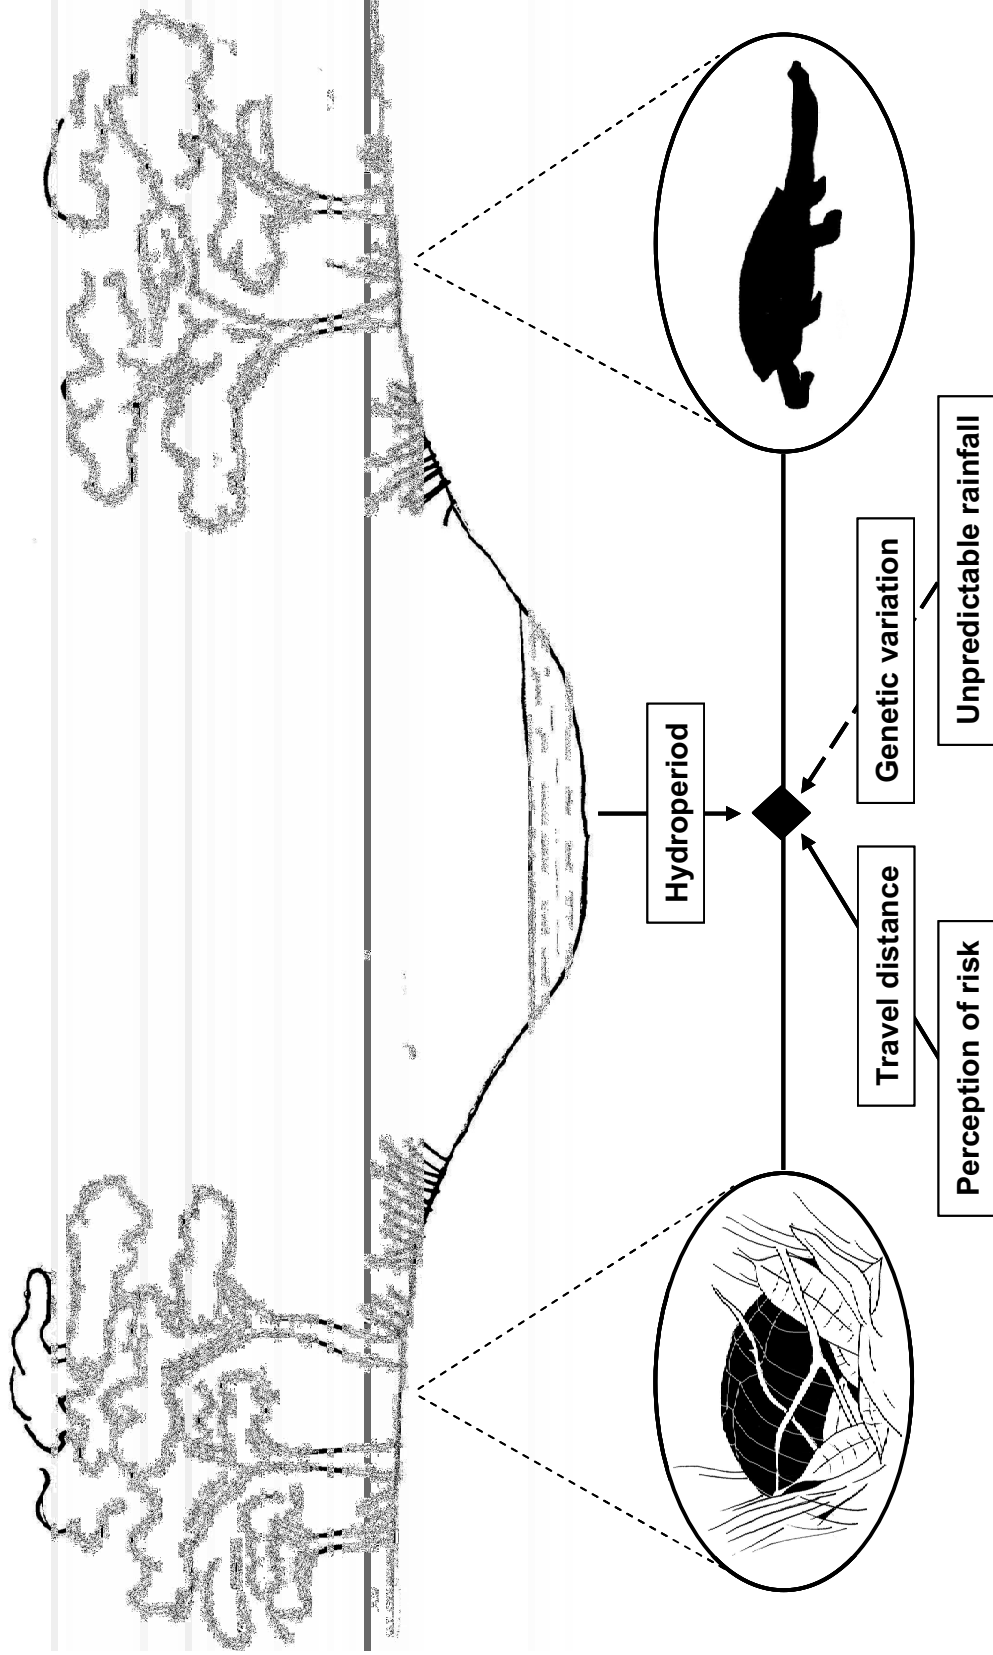 Hydroperiod
Travel distance
Genetic variation
Perception of risk
Unpredictable rainfall